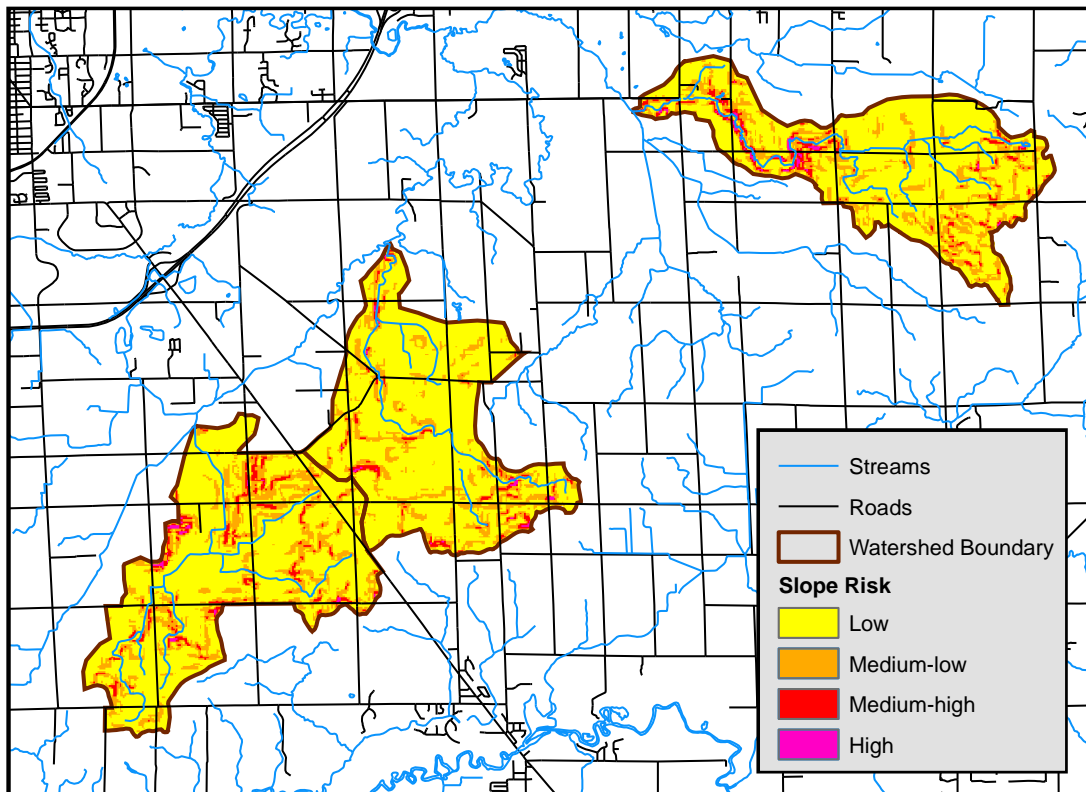 Streams
Roads
Watershed Boundary
Slope Risk
Low
Medium-low
Medium-high
High